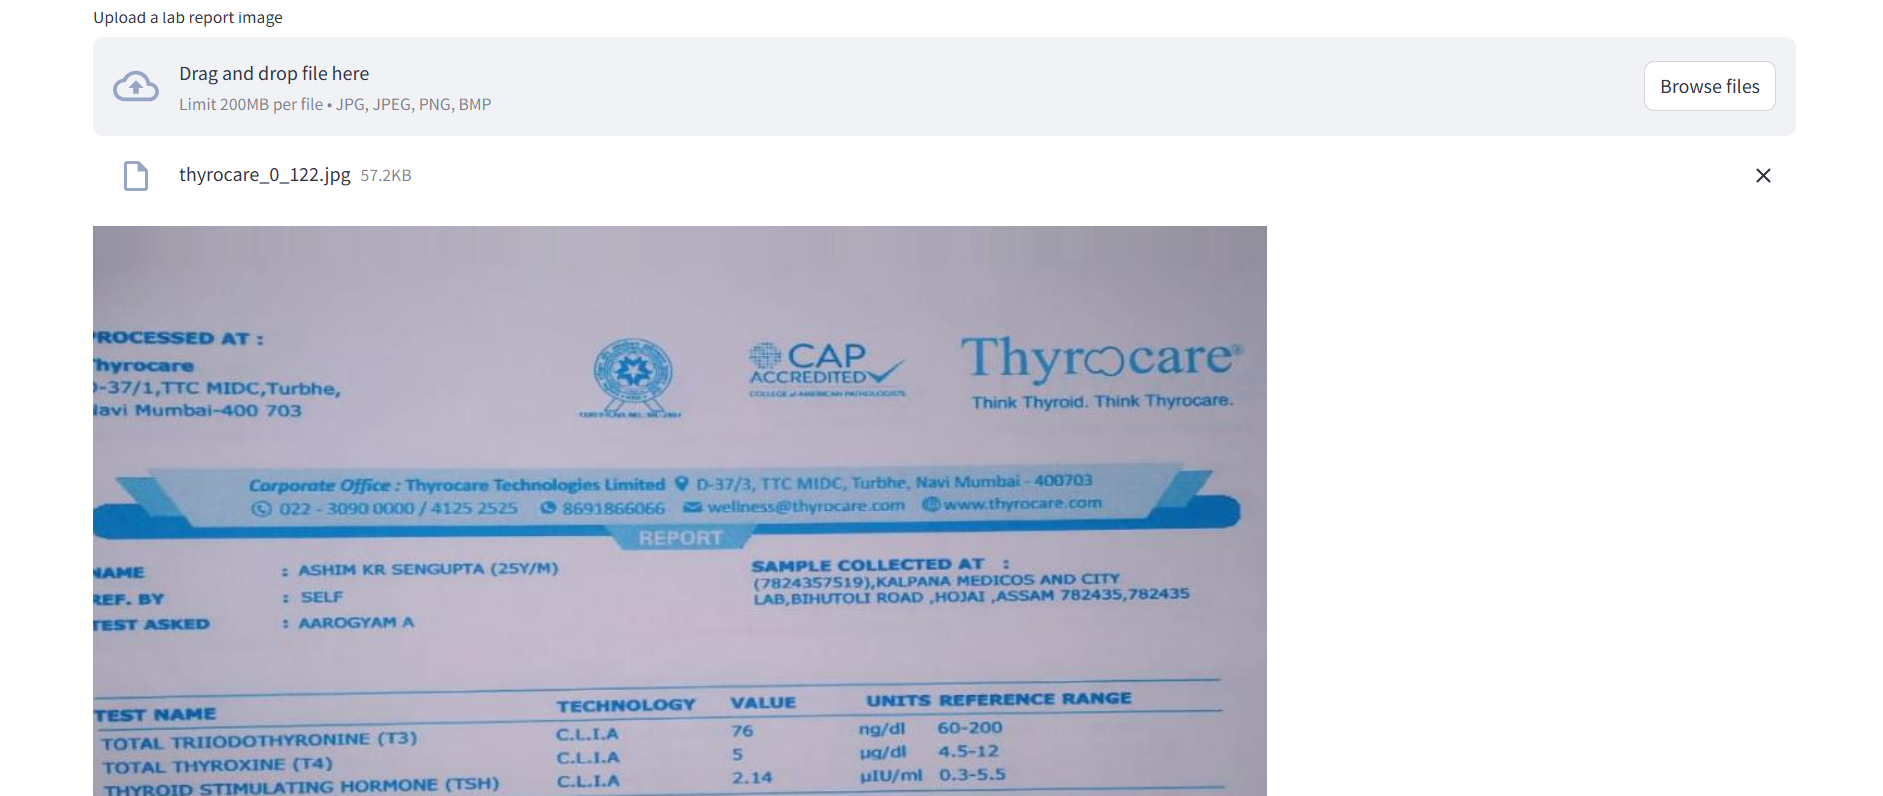 Upload a lab report image
Drag and drop file here
Limit 200MB per file • JPG, JPEG, PNG, BMP
Browse files
thyrocare_0_122.jpg 57.2KB
ROCESSED AT :
hyrocare
-37/1,TTC MIDC,Turbhe,
avi Mumbai-400 703
CAP
ACCREDITED
COLLEGE of AMERICAN PATHOLOGISTS
Thyrocare®
Think Thyroid. Think Thyrocare.
Corporate Office : Thyrocare Technologies Limited D-37/3, TTC MIDC, Turbhe, Navi Mumbai - 400703
022 - 3090 0000 / 4125 2525 8691866066 wellness@thyrocare.com www.thyrocare.com
REPORT
NAME : ASHIM KR SENGUPTA (25Y/M)
REF. BY : SELF
TEST ASKED : AAROGYAM A
SAMPLE COLLECTED AT :
(7824357519),KALPANA MEDICOS AND CITY
LAB,BIHUTOLI ROAD ,HOJAI ,ASSAM 782435,782435
TEST NAME TECHNOLOGY VALUE UNITS REFERENCE RANGE
TOTAL TRIIODOTHYRONINE (T3) C.L.I.A 76 ng/dl 60-200
TOTAL THYROXINE (T4) C.L.I.A 5 µg/dl 4.5-12
THYROID STIMULATING HORMONE (TSH) C.L.I.A 2.14 µIU/ml 0.3-5.5